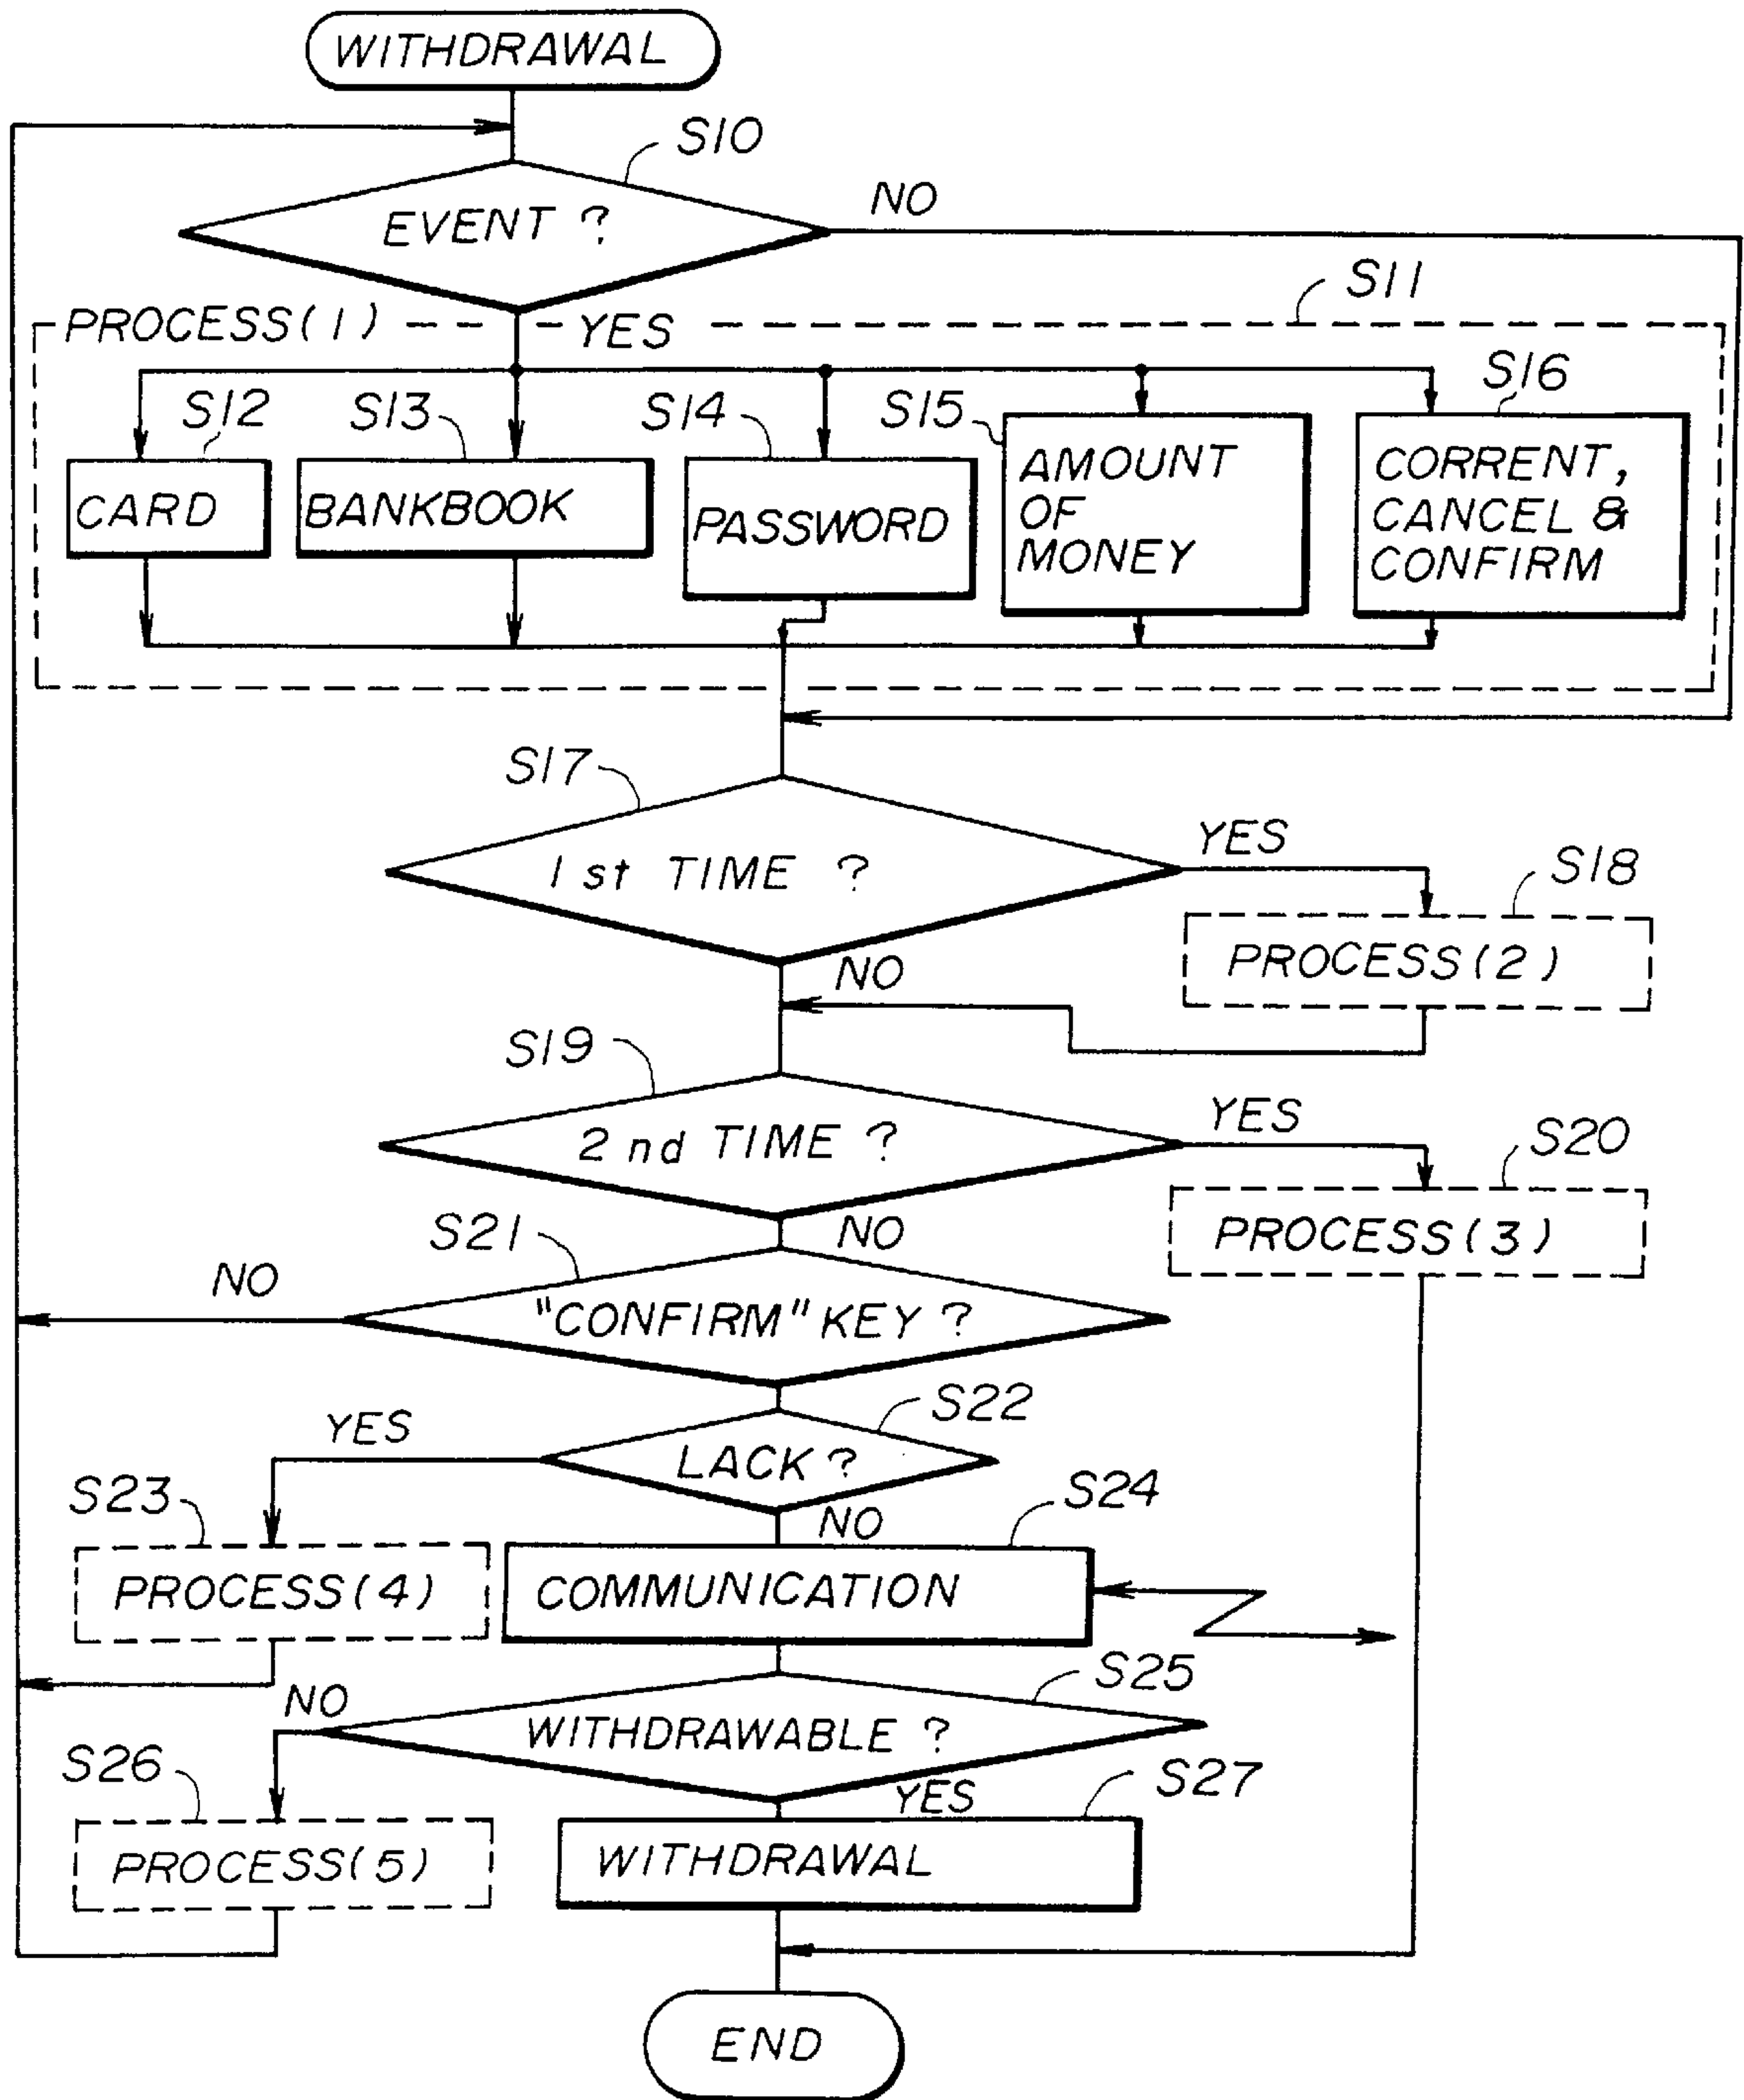 WITHDRAWAL
S10
EVENT ?
NO
S11
PROCESS(1)
YES
S12
S13
S14
S15
S16
CARD
BANKBOOK
PASSWORD
AMOUNT
OF
MONEY
CORRENT,
CANCEL &
CONFIRM
S17
1st TIME ?
YES
S18
PROCESS(2)
NO
S19
2nd TIME ?
YES
S20
PROCESS(3)
NO
S21
NO
"CONFIRM" KEY ?
S22
YES
LACK ?
S23
NO
S24
PROCESS(4)
COMMUNICATION
S25
NO
WITHDRAWABLE ?
S26
YES
S27
PROCESS(5)
WITHDRAWAL
END